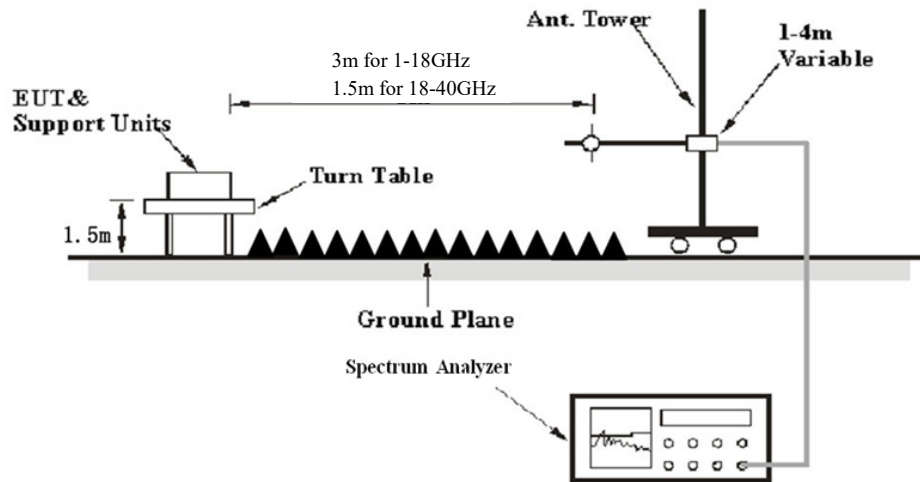 Ant. Tower
1-4m
Variable
3m for 1-18GHz
1.5m for 18-40GHz
EUT&
Support Units
Turn Table
1.5m
Ground Plane
Spectrum Analyzer